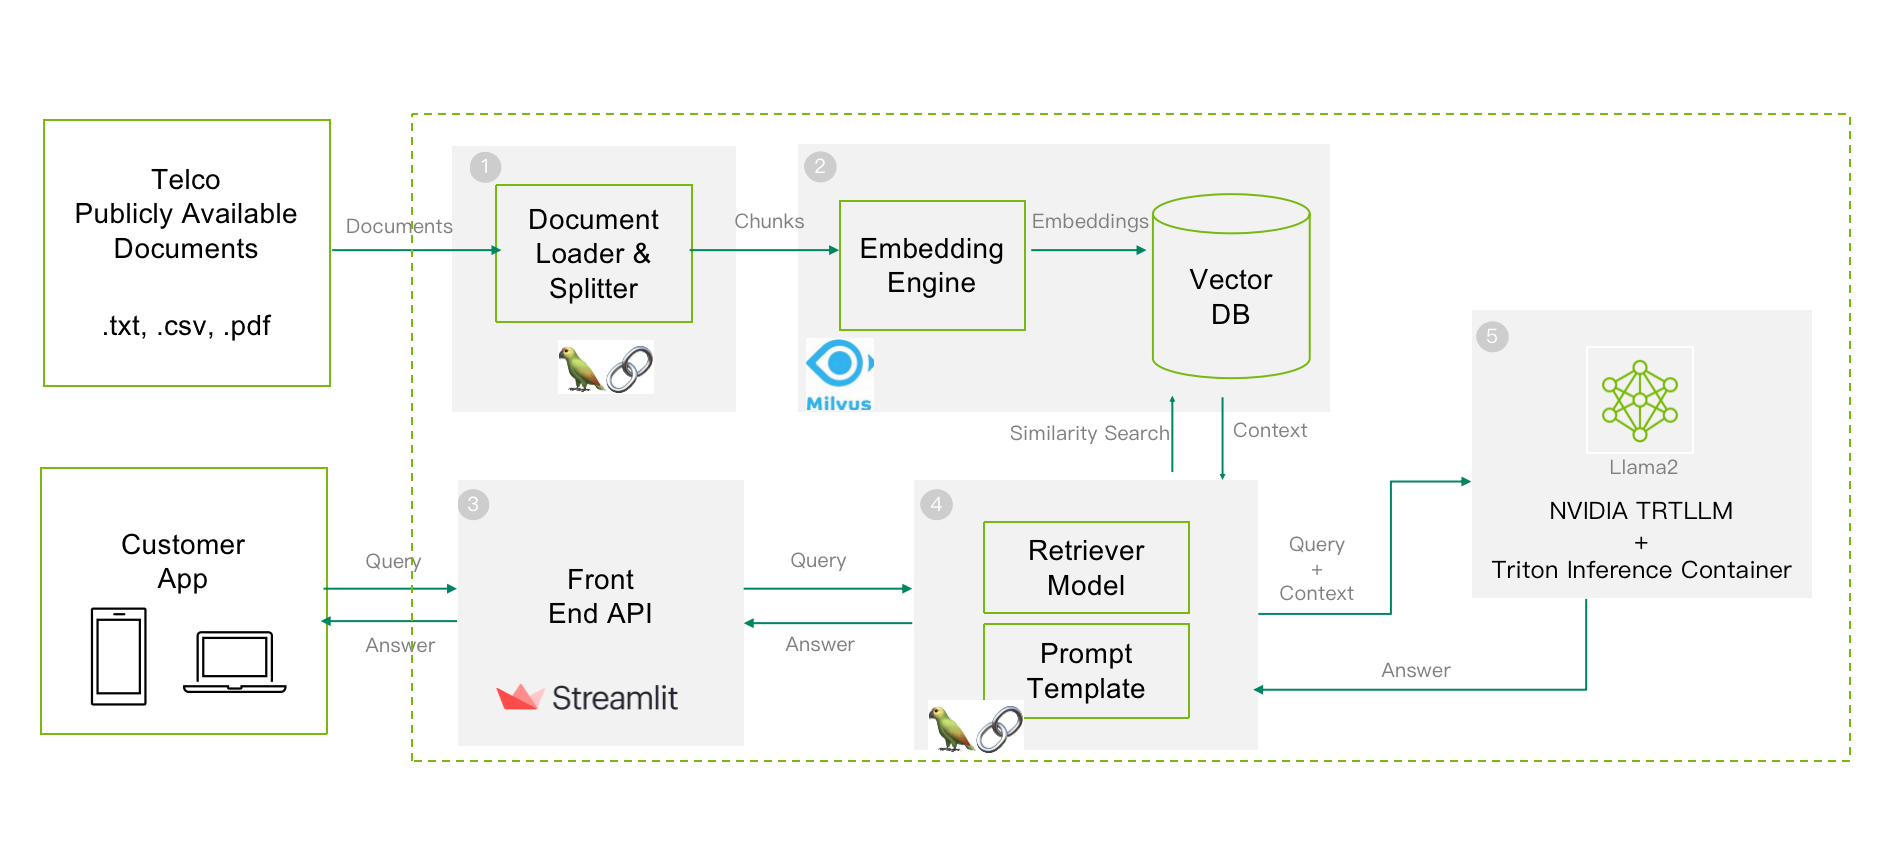 Telco
Publicly Available
Documents
.txt, .csv, .pdf
Documents
1
Document
Loader &
Splitter
Chunks
2
Embedding
Engine
Milvus
Embeddings
Vector
DB
Similarity Search
Context
Customer
App
Query
Answer
3
Front
End API
Streamlit
Query
Answer
4
Retriever
Model
Prompt
Template
Query
+
Context
Answer
5
Llama2
NVIDIA TRTLLM
+
Triton Inference Container